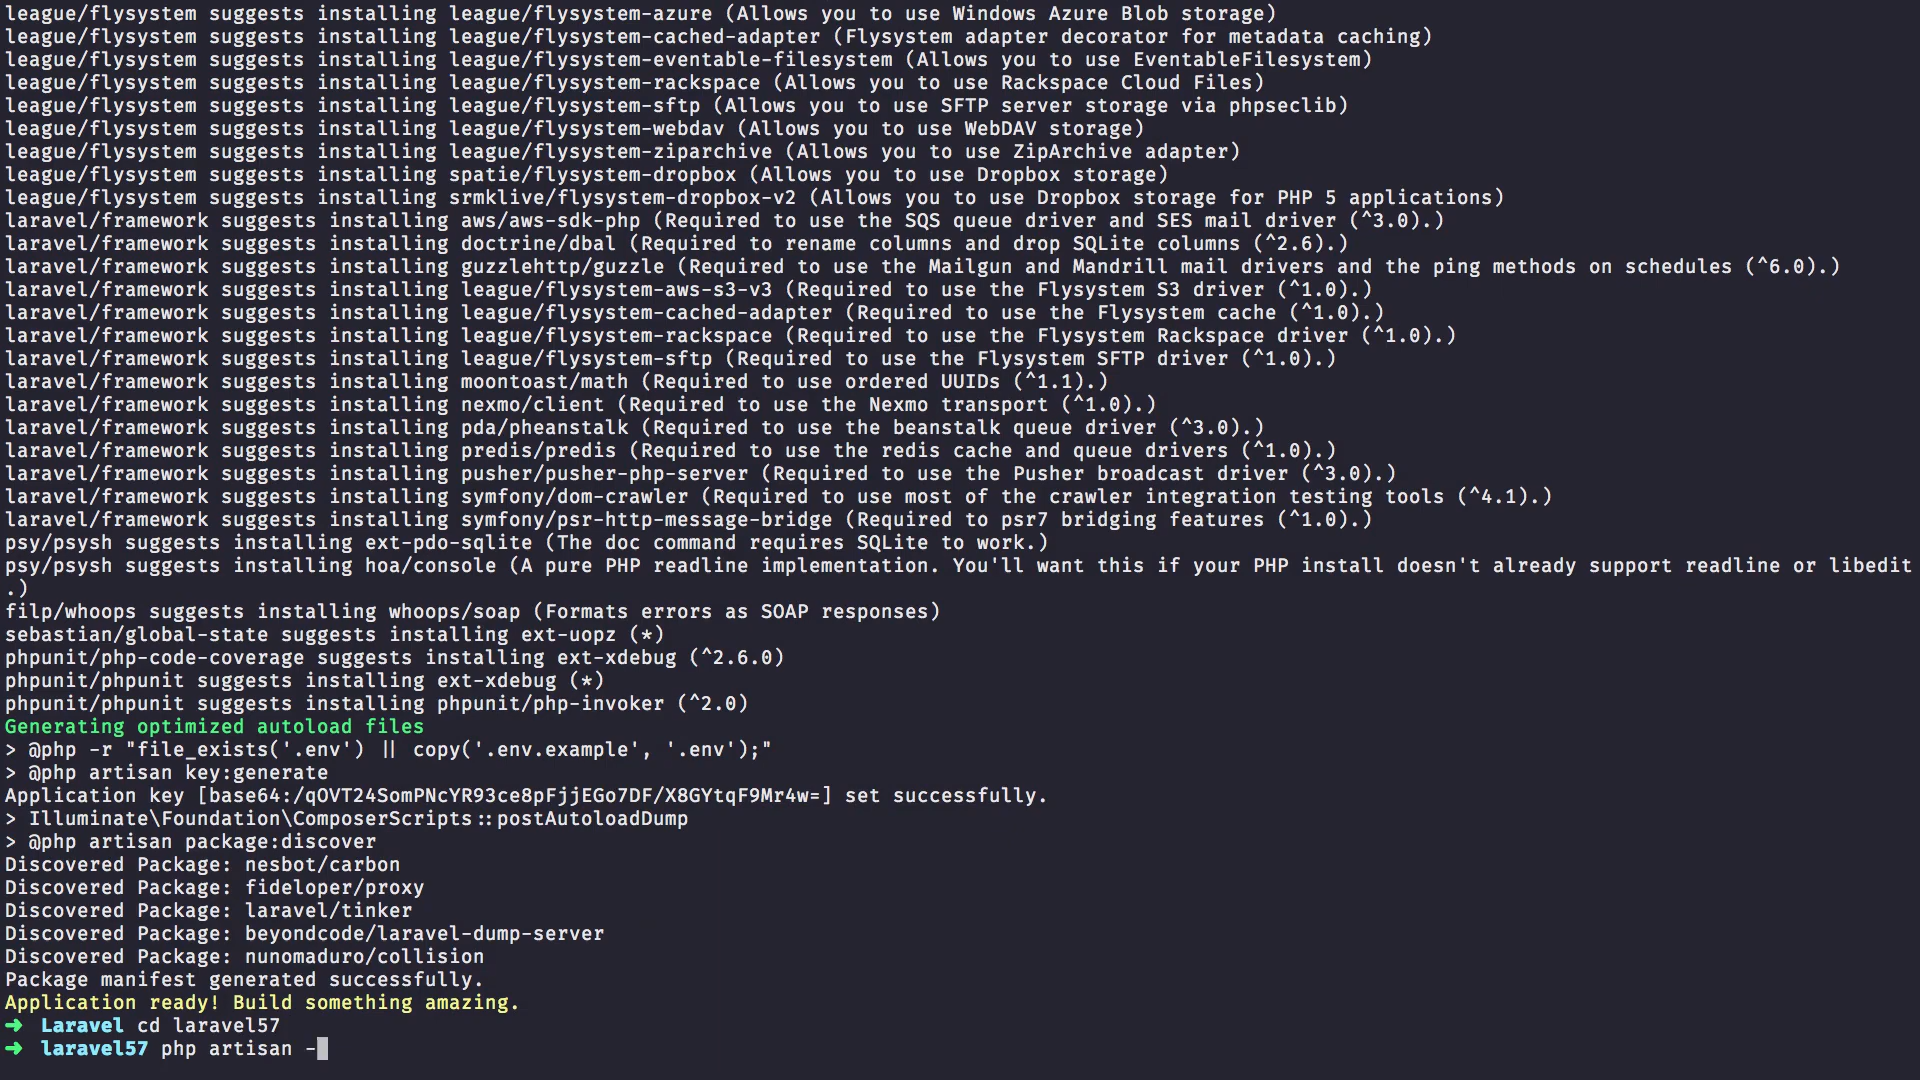 league/flysystem suggests installing league/flysystem-azure (Allows you to use Windows Azure Blob storage)
league/flysystem suggests installing league/flysystem-cached-adapter (Flysystem adapter decorator for metadata caching)
league/flysystem suggests installing league/flysystem-eventable-filesystem (Allows you to use EventableFilesystem)
league/flysystem suggests installing league/flysystem-rackspace (Allows you to use Rackspace Cloud Files)
league/flysystem suggests installing league/flysystem-sftp (Allows you to use SFTP server storage via phpseclib)
league/flysystem suggests installing league/flysystem-webdav (Allows you to use WebDAV storage)
league/flysystem suggests installing league/flysystem-ziparchive (Allows you to use ZipArchive adapter)
league/flysystem suggests installing spatie/flysystem-dropbox (Allows you to use Dropbox storage)
league/flysystem suggests installing srmklive/flysystem-dropbox-v2 (Allows you to use Dropbox storage for PHP 5 applications)
laravel/framework suggests installing aws/aws-sdk-php (Required to use the SQS queue driver and SES mail driver (^3.0).)
laravel/framework suggests installing doctrine/dbal (Required to rename columns and drop SQLite columns (^2.6).)
laravel/framework suggests installing guzzlehttp/guzzle (Required to use the Mailgun and Mandrill mail drivers and the ping methods on schedules (^6.0).)
laravel/framework suggests installing league/flysystem-aws-s3-v3 (Required to use the Flysystem S3 driver (^1.0).)
laravel/framework suggests installing league/flysystem-cached-adapter (Required to use the Flysystem cache (^1.0).)
laravel/framework suggests installing league/flysystem-rackspace (Required to use the Flysystem Rackspace driver (^1.0).)
laravel/framework suggests installing league/flysystem-sftp (Required to use the Flysystem SFTP driver (^1.0).)
laravel/framework suggests installing moontoast/math (Required to use ordered UUIDs (^1.1).)
laravel/framework suggests installing nexmo/client (Required to use the Nexmo transport (^1.0).)
laravel/framework suggests installing pda/pheanstalk (Required to use the beanstalk queue driver (^3.0).)
laravel/framework suggests installing predis/predis (Required to use the redis cache and queue drivers (^1.0).)
laravel/framework suggests installing pusher/pusher-php-server (Required to use the Pusher broadcast driver (^3.0).)
laravel/framework suggests installing symfony/dom-crawler (Required to use most of the crawler integration testing tools (^4.1).)
laravel/framework suggests installing symfony/psr-http-message-bridge (Required to psr7 bridging features (^1.0).)
psy/psysh suggests installing ext-pdo-sqlite (The doc command requires SQLite to work.)
psy/psysh suggests installing hoa/console (A pure PHP readline implementation. You'll want this if your PHP install doesn't already support readline or libedit
.)
filp/whoops suggests installing whoops/soap (Formats errors as SOAP responses)
sebastian/global-state suggests installing ext-uopz (*)
phpunit/php-code-coverage suggests installing ext-xdebug (^2.6.0)
phpunit/phpunit suggests installing ext-xdebug (*)
phpunit/phpunit suggests installing phpunit/php-invoker (^2.0)
Generating optimized autoload files
> @php -r "file_exists('.env') || copy('.env.example', '.env');"
> @php artisan key:generate
Application key [base64:/qOVT24SomPNcYR93ce8pFjjEGo7DF/X8GYtqF9Mr4w=] set successfully.
> Illuminate\Foundation\ComposerScripts::postAutoloadDump
> @php artisan package:discover
Discovered Package: nesbot/carbon
Discovered Package: fideloper/proxy
Discovered Package: laravel/tinker
Discovered Package: beyondcode/laravel-dump-server
Discovered Package: nunomaduro/collision
Package manifest generated successfully.
Application ready! Build something amazing.
➜ Laravel cd laravel57
➜ laravel57 php artisan -